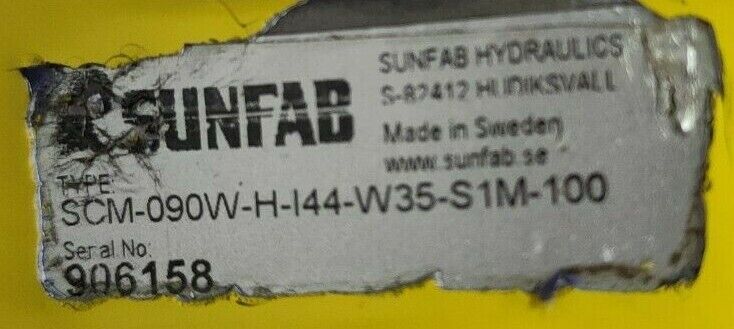 SUNFAB
SUNFAB HYDRAULICS
S-82412 HUDIKSVALL
Made in Sweden
www.sunfab.se
TYPE:
SCM-090W-H-I44-W35-S1M-100
Serial No:
906158